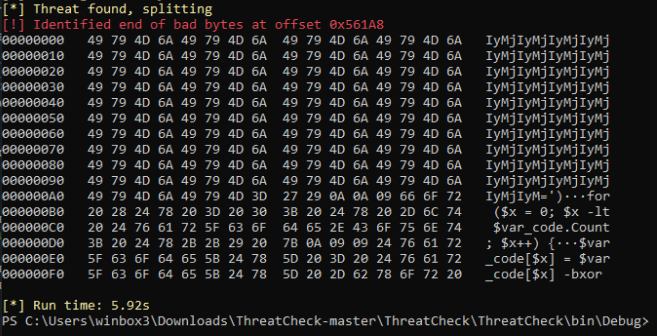 [*] Threat found, splitting
[!] Identified end of bad bytes at offset 0x561A8
00000000   49 79 4D 6A 49 79 4D 6A  49 79 4D 6A 49 79 4D 6A   IyMjIyMjIyMjIyMj
00000010   49 79 4D 6A 49 79 4D 6A  49 79 4D 6A 49 79 4D 6A   IyMjIyMjIyMjIyMj
00000020   49 79 4D 6A 49 79 4D 6A  49 79 4D 6A 49 79 4D 6A   IyMjIyMjIyMjIyMj
00000030   49 79 4D 6A 49 79 4D 6A  49 79 4D 6A 49 79 4D 6A   IyMjIyMjIyMjIyMj
00000040   49 79 4D 6A 49 79 4D 6A  49 79 4D 6A 49 79 4D 6A   IyMjIyMjIyMjIyMj
00000050   49 79 4D 6A 49 79 4D 6A  49 79 4D 6A 49 79 4D 6A   IyMjIyMjIyMjIyMj
00000060   49 79 4D 6A 49 79 4D 6A  49 79 4D 6A 49 79 4D 6A   IyMjIyMjIyMjIyMj
00000070   49 79 4D 6A 49 79 4D 6A  49 79 4D 6A 49 79 4D 6A   IyMjIyMjIyMjIyMj
00000080   49 79 4D 6A 49 79 4D 6A  49 79 4D 6A 49 79 4D 6A   IyMjIyMjIyMjIyMj
00000090   49 79 4D 6A 49 79 4D 6A  49 79 4D 6A 49 79 4D 6A   IyMjIyMjIyMjIyMj
000000A0   49 79 4D 6A 49 79 4D 3D  27 29 0A 0A 09 66 6F 72   IyMjIyM=')···for
000000B0   20 28 24 78 20 3D 20 30  3B 20 24 78 20 2D 6C 74    ($x = 0; $x -lt
000000C0   20 24 76 61 72 5F 63 6F  64 65 2E 43 6F 75 6E 74    $var_code.Count
000000D0   3B 20 24 78 2B 2B 29 20  7B 0A 09 09 24 76 61 72   ; $x++) {···$var
000000E0   5F 63 6F 64 65 5B 24 78  5D 20 3D 20 24 76 61 72   _code[$x] = $var
000000F0   5F 63 6F 64 65 5B 24 78  5D 20 2D 62 78 6F 72 20   _code[$x] -bxor
[*] Run time: 5.92s
PS C:\Users\winbox3\Downloads\ThreatCheck-master\ThreatCheck\ThreatCheck\bin\Debug>